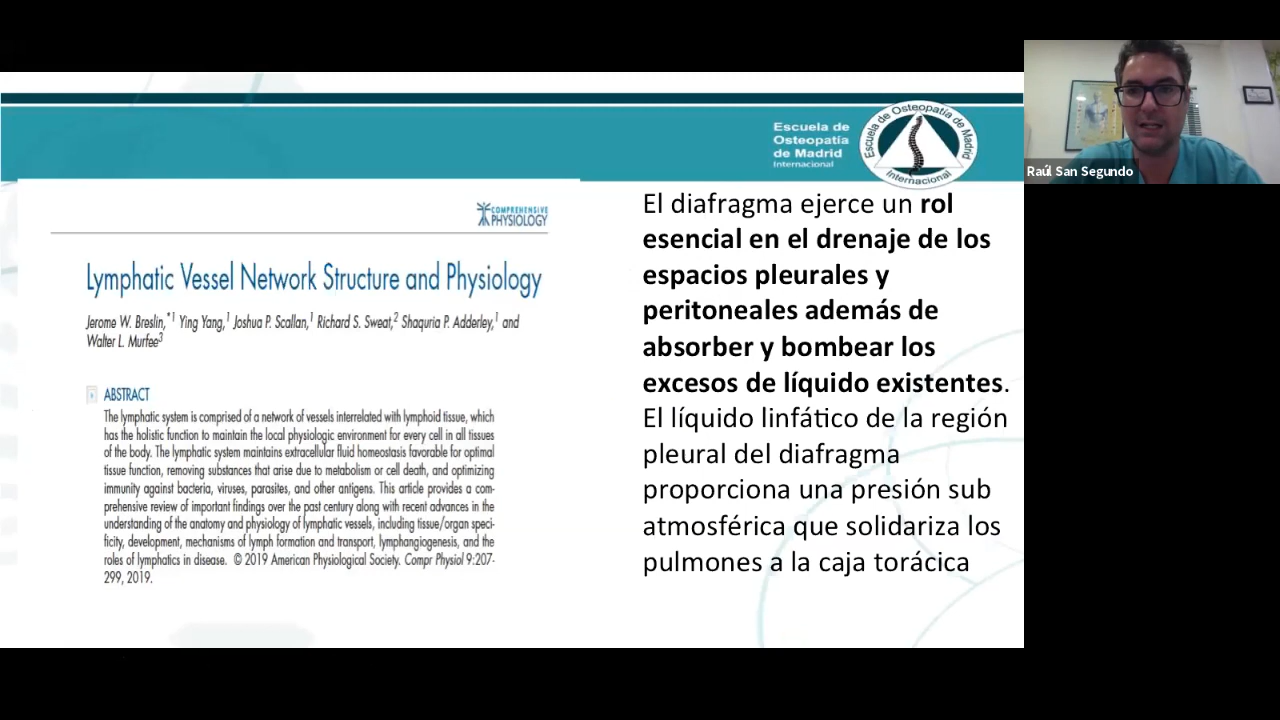 Escuela de
Osteopatía
de Madrid
Internacional
Escuela de Osteopatía de Madrid
Internacional
Raúl San Segundo
COMPREHENSIVE
PHYSIOLOGY
Lymphatic Vessel Network Structure and Physiology
Jerome W. Breslin,*1 Ying Yang,1 Joshua P. Scallan,1 Richard S. Sweat,2 Shaquria P. Adderley,1 and
Walter L. Murfee3
ABSTRACT
The lymphatic system is comprised of a network of vessels interrelated with lymphoid tissue, which
has the holistic function to maintain the local physiologic environment for every cell in all tissues
of the body. The lymphatic system maintains extracellular fluid homeostasis favorable for optimal
tissue function, removing substances that arise due to metabolism or cell death, and optimizing
immunity against bacteria, viruses, parasites, and other antigens. This article provides a com-
prehensive review of important findings over the past century along with recent advances in the
understanding of the anatomy and physiology of lymphatic vessels, including tissue/organ speci-
ficity, development, mechanisms of lymph formation and transport, lymphangiogenesis, and the
roles of lymphatics in disease. © 2019 American Physiological Society. Compr Physiol 9:207-
299, 2019.
El diafragma ejerce un rol
esencial en el drenaje de los
espacios pleurales y
peritoneales además de
absorber y bombear los
excesos de líquido existentes.
El líquido linfático de la región
pleural del diafragma
proporciona una presión sub
atmosférica que solidariza los
pulmones a la caja torácica